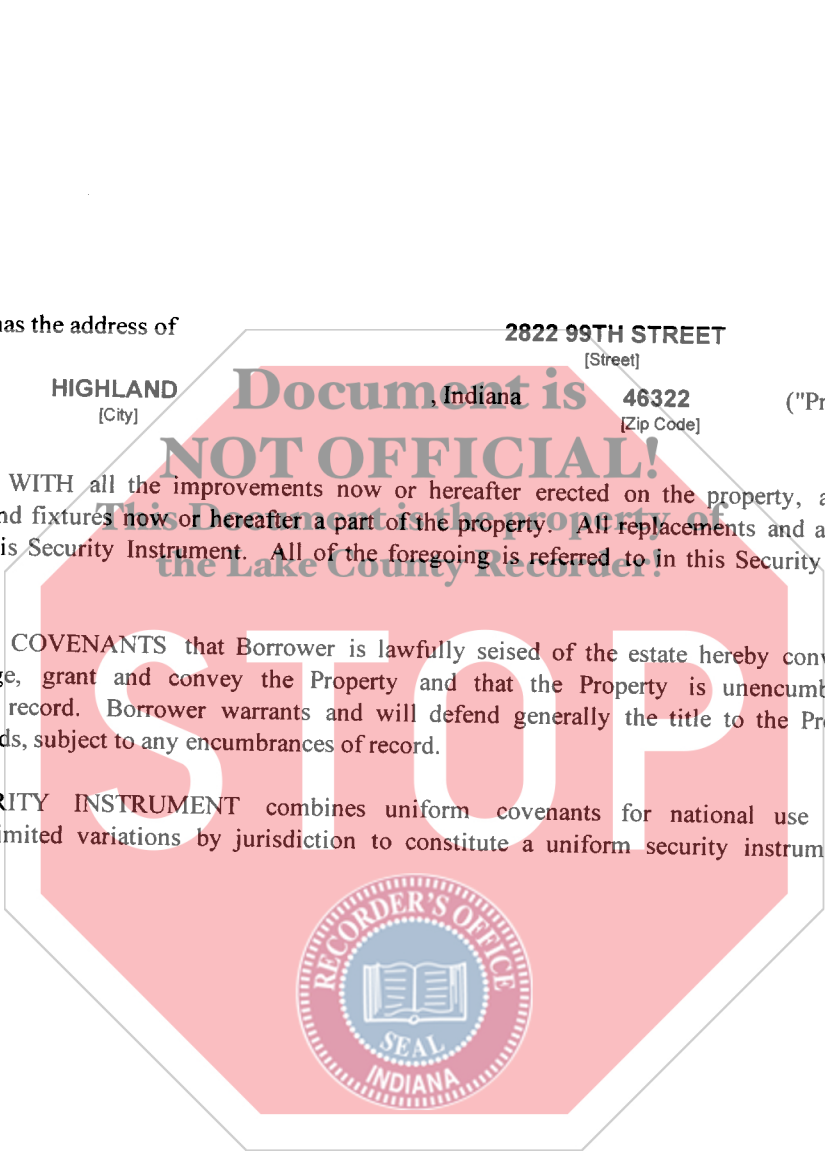 has the address of
2822 99TH STREET
[Street]
HIGHLAND
, Indiana
46322
("Pr
[City]
[Zip Code]
Document is
NOT OFFICIAL!
This Document is the property of
the Lake County Recorder!
WITH all the improvements now or hereafter erected on the property, a
nd fixtures now or hereafter a part of the property. All replacements and a
is Security Instrument. All of the foregoing is referred to in this Security
COVENANTS that Borrower is lawfully seised of the estate hereby conv
ge, grant and convey the Property and that the Property is unencumb
record. Borrower warrants and will defend generally the title to the Pro
ds, subject to any encumbrances of record.
RITY INSTRUMENT combines uniform covenants for national use
imited variations by jurisdiction to constitute a uniform security instrum
STOP
RECORDER'S OFFICE
SEAL
INDIANA